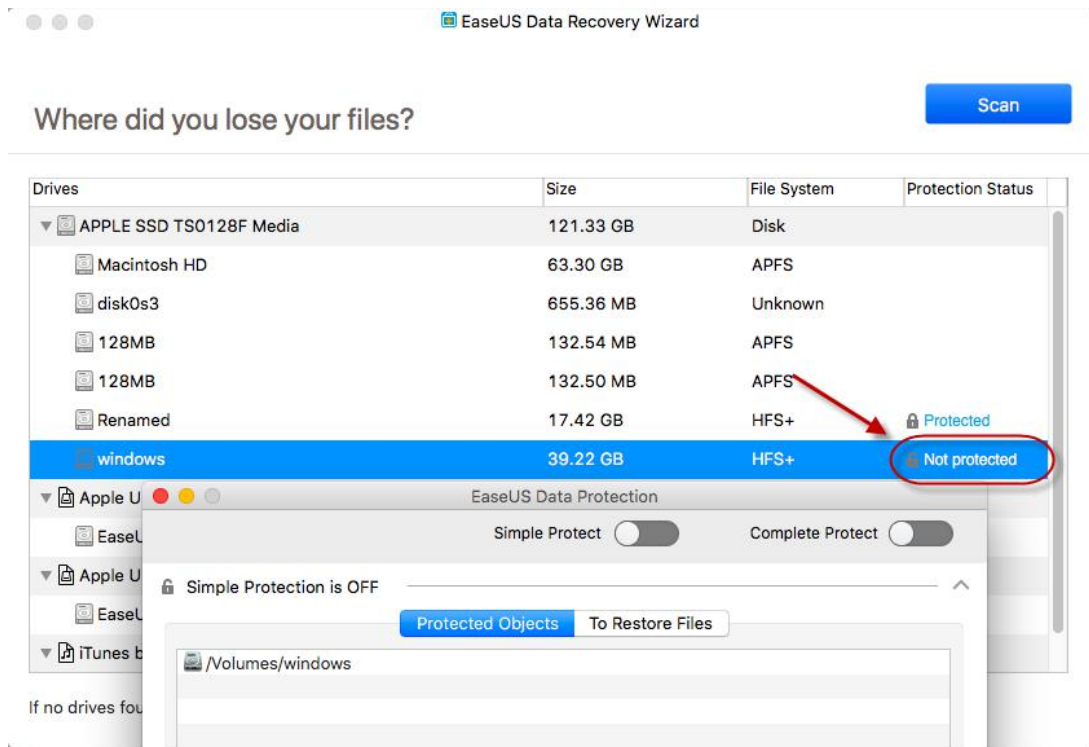 EaseUS Data Recovery Wizard
Where did you lose your files?
Scan
Drives Size File System Protection Status
APPLE SSD TS0128F Media 121.33 GB Disk
Macintosh HD 63.30 GB APFS
disk0s3 655.36 MB Unknown
128MB 132.54 MB APFS
128MB 132.50 MB APFS
Renamed 17.42 GB HFS+ Protected
windows 39.22 GB HFS+ Not protected
Apple U
EaseUS Data Protection
EaseU
Simple Protect Complete Protect
Apple U
Simple Protection is OFF
EaseU
Protected Objects To Restore Files
iTunes b
/Volumes/windows
If no drives fou